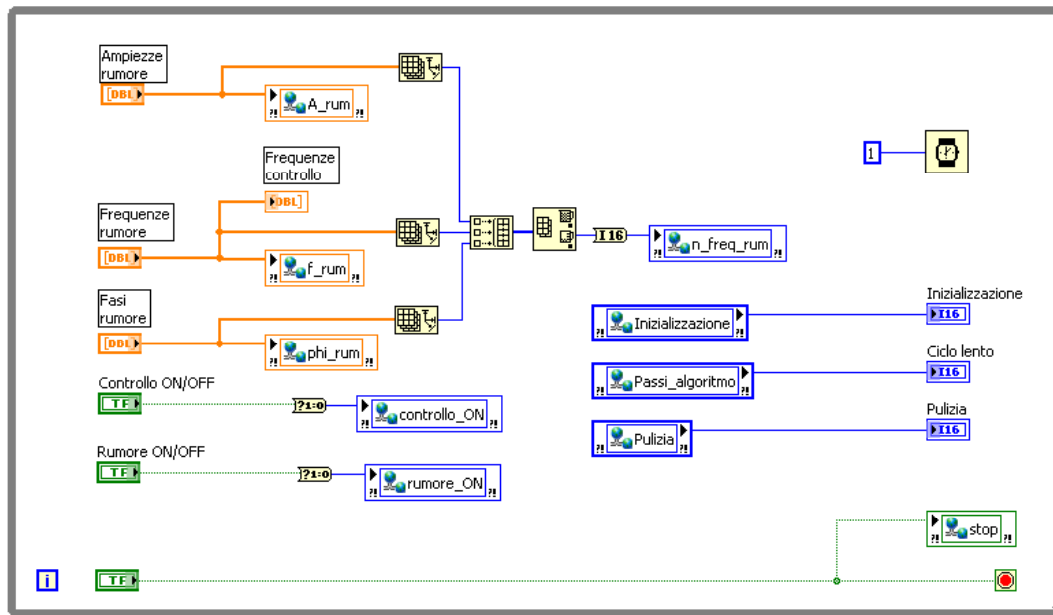 Ampiezze
rumore
[DBL]
?! A_rum ?!
Frequenze
controllo
DBL]
1
Frequenze
rumore
[DBL]
?! f_rum ?!
I16
?! n_freq_rum ?!
Fasi
rumore
[DDL]
?! phi_rum ?!
?! Inizializzazione ?!
Inizializzazione
I16
Controllo ON/OFF
TF
?1:0
?! controllo_ON ?!
?! Passi_algoritmo ?!
Ciclo lento
I16
Rumore ON/OFF
TF
?1:0
?! rumore_ON ?!
?! Pulizia ?!
Pulizia
I16
?! stop ?!
i
TF